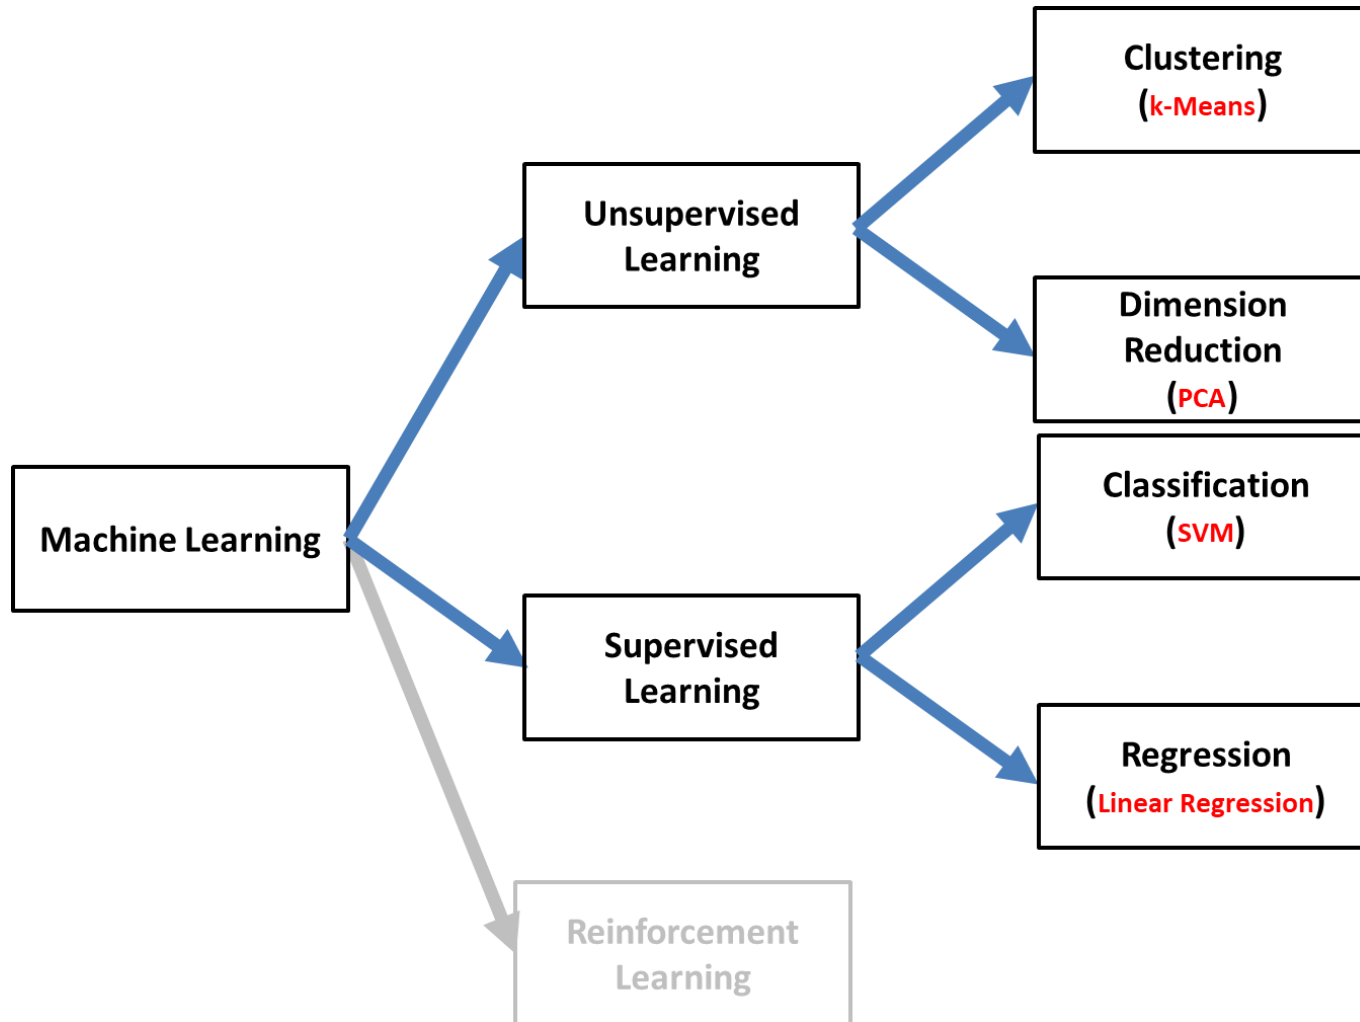 Machine Learning
Unsupervised
Learning
Clustering
(k-Means)
Dimension
Reduction
(PCA)
Supervised
Learning
Classification
(SVM)
Regression
(Linear Regression)
Reinforcement
Learning